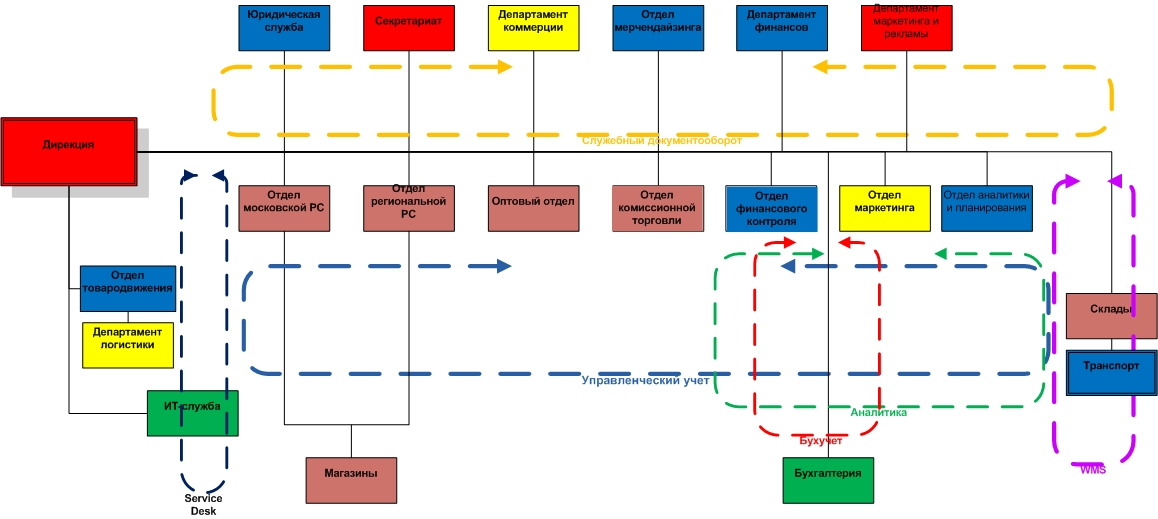 Юридическая
служба
Секретариат
Департамент
коммерции
Отдел
мерчендайзинга
Департамент
финансов
Департамент
маркетинга и
рекламы
Служебный документооборот
Дирекция
Отдел
московской РС
Отдел
региональной
РС
Оптовый отдел
Отдел
комиссионной
торговли
Отдел
финансового
контроля
Отдел
маркетинга
Отдел аналитики
и планирования
Отдел
товародвижения
Департамент
логистики
Склады
Транспорт
Управленческий учет
ИТ-служба
Аналитика
Бухучет
Магазины
Бухгалтерия
WMS
Service
Desk